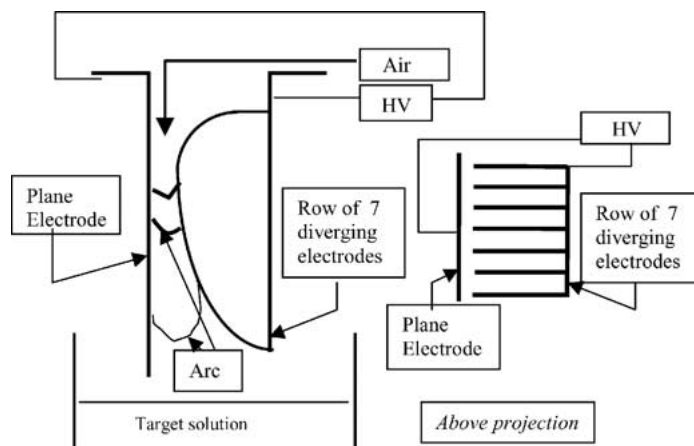 Air
HV
Plane
Electrode
Row of 7
diverging
electrodes
Arc
Target solution
HV
Row of 7
diverging
electrodes
Plane
Electrode
Above projection